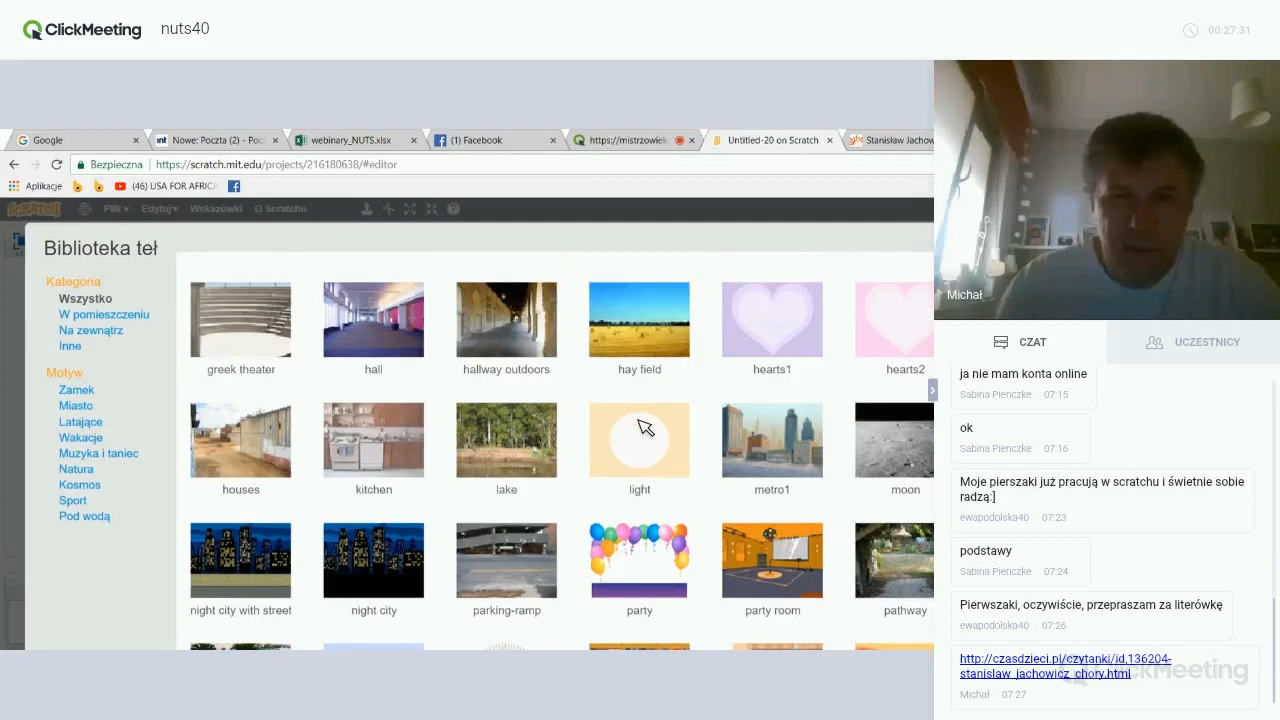 ClickMeeting
nuts40
00:27:31
Google
Nowe: Poczta (2) - Poc
webinary_NUTS.xlsx
(1) Facebook
https://mistrzowiek
Untitled-20 on Scratch
Stanisław Jachow
Bezpieczna
https://scratch.mit.edu/projects/216180638/#editor
Aplikacje
(46) USA FOR AFRICA
SCRATCH
Plik
Edytuj
Wskazówki
O Scratchu
Biblioteka teł
Kategoria
Wszystko
W pomieszczeniu
Na zewnątrz
Inne
Motyw
Zamek
Miasto
Latające
Wakacje
Muzyka i taniec
Natura
Kosmos
Sport
Pod wodą
greek theater
hall
hallway outdoors
hay field
hearts1
hearts2
houses
kitchen
lake
light
metro1
moon
night city with street
night city
parking-ramp
party
party room
pathway
Michał
CZAT
UCZESTNICY
ja nie mam konta online
Sabina Pienczke 07:15
ok
Sabina Pienczke 07:16
Moje pierszaki już pracują w scratchu i świetnie sobie
radzą:]
ewapodolska40 07:23
podstawy
Sabina Pienczke 07:24
Pierwszaki, oczywiście, przepraszam za literówkę
ewapodolska40 07:26
http://czasdzieci.pl/czytanki/id,136204-
stanislaw_jachowicz_chory.html
Michał 07:27
ClickMeeting